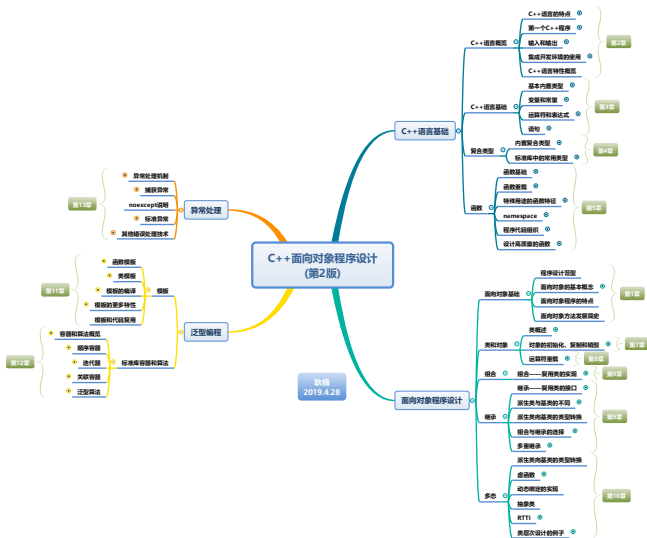 C++面向对象程序设计
(第2版)
耿楠
2019.4.28
C++语言基础
C++语言概览
C++语言的特点
第一个C++程序
输入和输出
集成开发环境的使用
C++语言特性概览
第2章
C++语言基础
基本内置类型
变量和常量
运算符和表达式
语句
第3章
复合类型
内置复合类型
标准库中的常用类型
第4章
函数
函数基础
函数重载
特殊用途的函数特征
namespace
程序代码组织
设计高质量的函数
第5章
面向对象程序设计
面向对象基础
程序设计范型
面向对象的基本概念
面向对象程序的特点
面向对象方法发展简史
第1章
类和对象
类概述
对象的初始化、复制和销毁
第7章
运算符重载
第8章
组合
组合——复用类的实现
第9章
继承
继承——复用类的接口
派生类与基类的不同
派生类向基类的类型转换
组合与继承的选择
多重继承
第9章
多态
派生类向基类的类型转换
虚函数
动态绑定的实现
抽象类
RTTI
类层次设计的例子
第10章
异常处理
异常处理机制
捕获异常
noexcept说明
标准异常
其他错误处理技术
第13章
泛型编程
模板
函数模板
类模板
模板的编译
模板的更多特性
模板和代码复用
第11章
标准库容器和算法
容器和算法概览
顺序容器
迭代器
关联容器
泛型算法
第12章